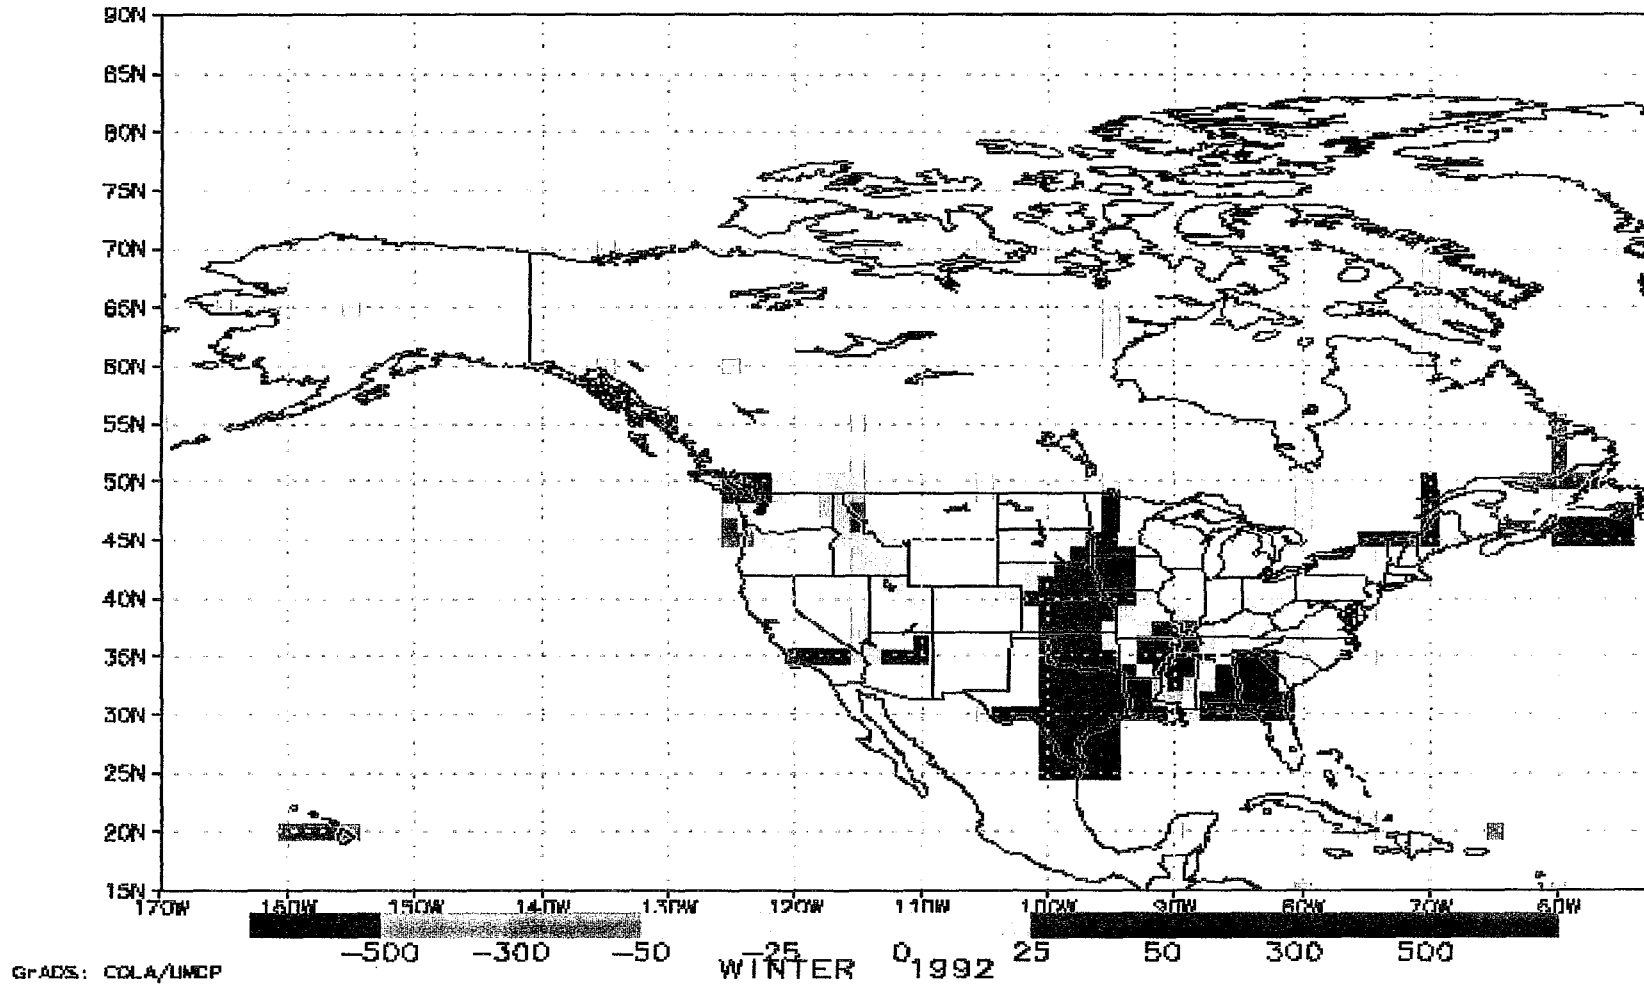 90N
85N
80N
75N
70N
65N
60N
55N
50N
45N
40N
35N
30N
25N
20N
15N
170W 160W 150W 140W 130W 120W 110W 100W 90W 80W 70W 60W
-500 -300 -50 -25 0 25 50 300 500
WINTER 1992
GrADS: COLA/UMCP